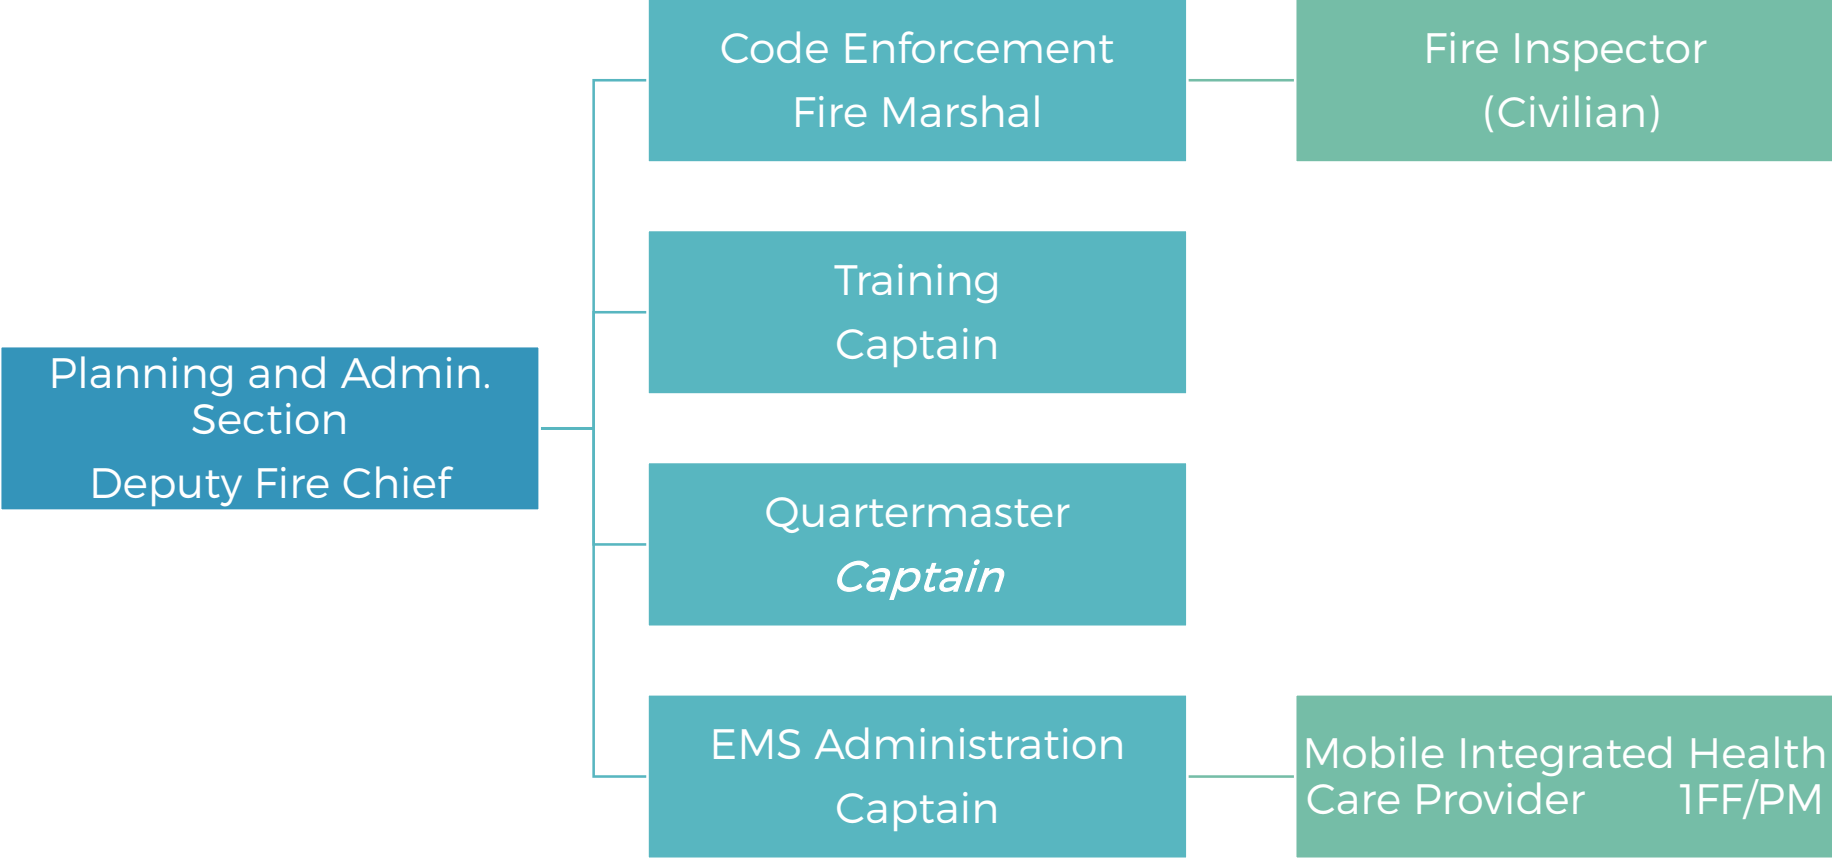 Code Enforcement
Fire Marshal
Fire Inspector
(Civilian)
Training
Captain
Planning and Admin.
Section
Deputy Fire Chief
Quartermaster
Captain
EMS Administration
Captain
Mobile Integrated Health
Care Provider 1FF/PM